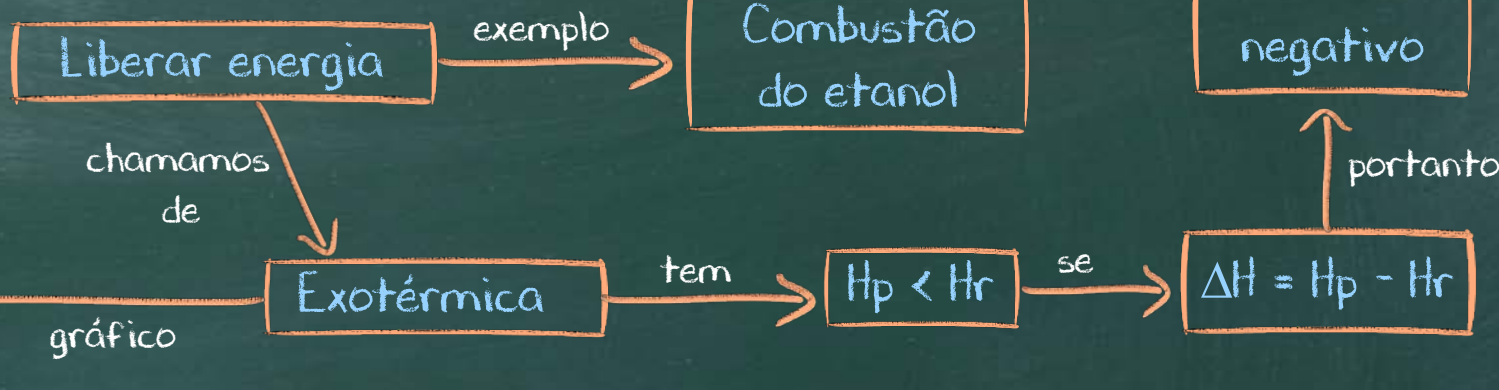 Liberar energia
exemplo
Combustão
do etanol
negativo
chamamos
de
portanto
Exotérmica
tem
Hp < Hr
se
ΔH = Hp - Hr
gráfico